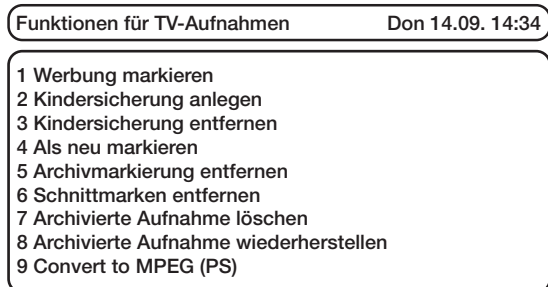 Funktionen für TV-Aufnahmen Don 14.09. 14:34
1 Werbung markieren
2 Kindersicherung anlegen
3 Kindersicherung entfernen
4 Als neu markieren
5 Archivmarkierung entfernen
6 Schnittmarken entfernen
7 Archivierte Aufnahme löschen
8 Archivierte Aufnahme wiederherstellen
9 Convert to MPEG (PS)